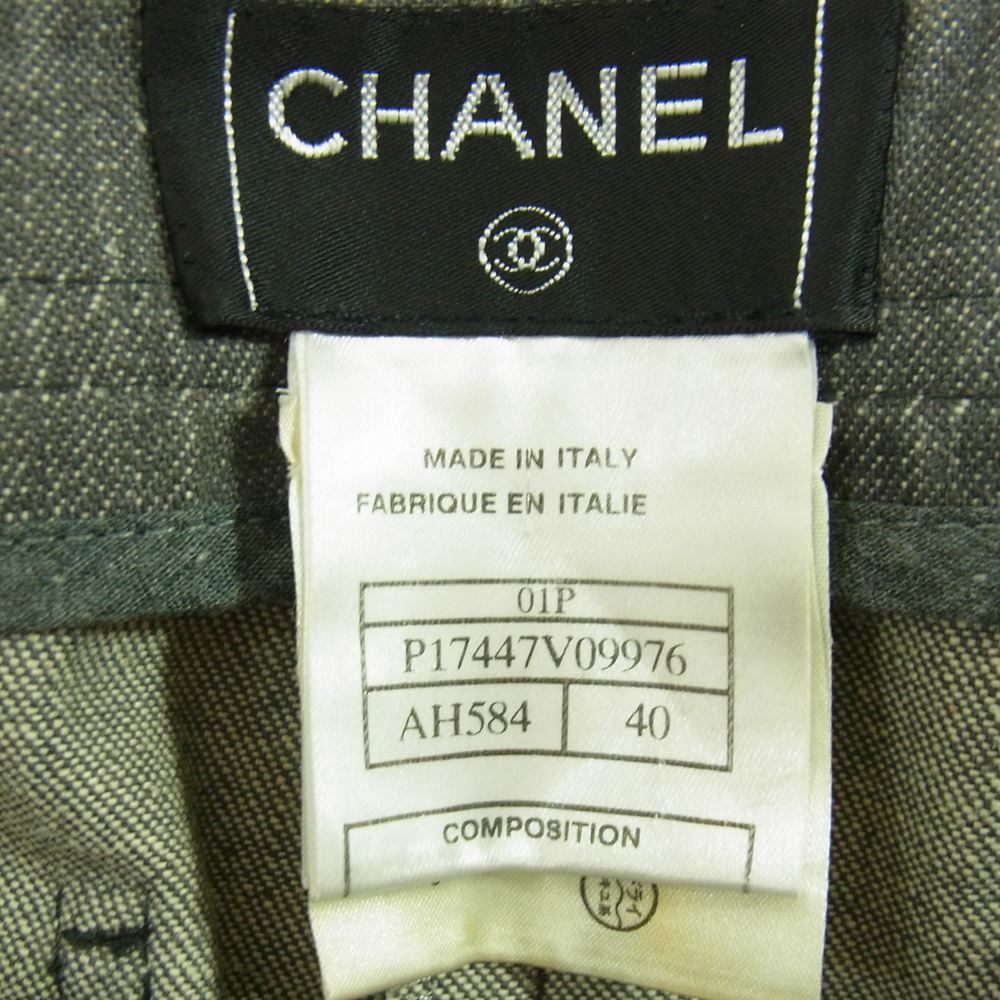 CHANEL
MADE IN ITALY
FABRIQUE EN ITALIE
01P
P17447V09976
AH584 40
COMPOSITION